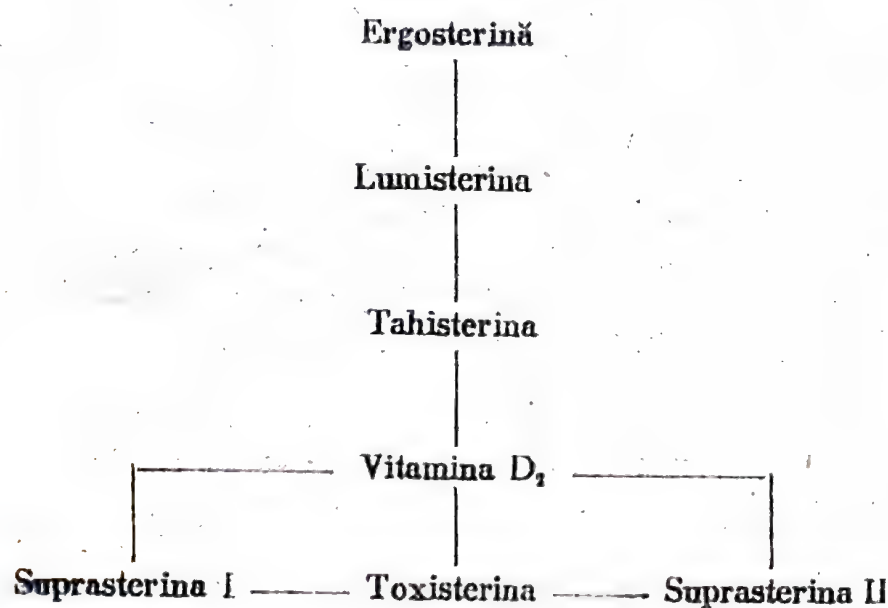 Ergosterină
Lumisterina
Tahisterina
Vitamina D₂
Suprasterina I Toxisterina Suprasterina II